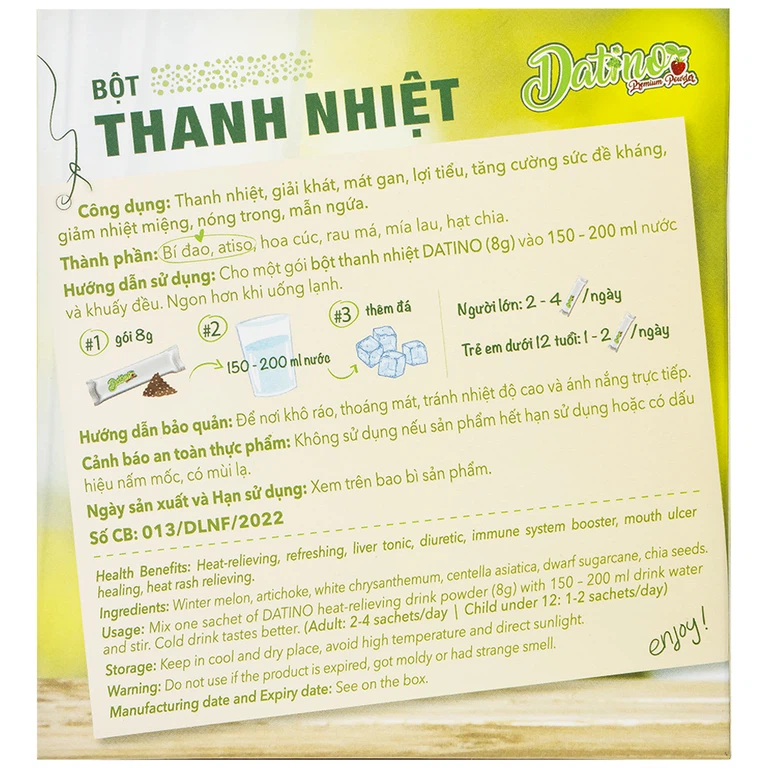 BỘT
THANH NHIỆT
Datino
Premium Powder
Công dụng: Thanh nhiệt, giải khát, mát gan, lợi tiểu, tăng cường sức đề kháng,
giảm nhiệt miệng, nóng trong, mẩn ngứa.
Thành phần: Bí đao, atiso, hoa cúc, rau má, mía lau, hạt chia.
Hướng dẫn sử dụng: Cho một gói bột thanh nhiệt DATINO (8g) vào 150 - 200 ml nước
và khuấy đều. Ngon hơn khi uống lạnh.
#1 gói 8g
#2
150 - 200 ml nước
#3 thêm đá
Người lớn: 2 - 4 /ngày
Trẻ em dưới 12 tuổi: 1 - 2 /ngày
Datino
Hướng dẫn bảo quản: Để nơi khô ráo, thoáng mát, tránh nhiệt độ cao và ánh nắng trực tiếp.
Cảnh báo an toàn thực phẩm: Không sử dụng nếu sản phẩm hết hạn sử dụng hoặc có dấu
hiệu nấm mốc, có mùi lạ.
Ngày sản xuất và Hạn sử dụng: Xem trên bao bì sản phẩm.
Số CB: 013/DLNF/2022
Health Benefits: Heat-relieving, refreshing, liver tonic, diuretic, immune system booster, mouth ulcer
healing, heat rash relieving.
Ingredients: Winter melon, artichoke, white chrysanthemum, centella asiatica, dwarf sugarcane, chia seeds.
Usage: Mix one sachet of DATINO heat-relieving drink powder (8g) with 150 - 200 ml drink water
and stir. Cold drink tastes better. (Adult: 2-4 sachets/day | Child under 12: 1-2 sachets/day)
Storage: Keep in cool and dry place, avoid high temperature and direct sunlight.
Warning: Do not use if the product is expired, got moldy or had strange smell.
Manufacturing date and Expiry date: See on the box.
enjoy!